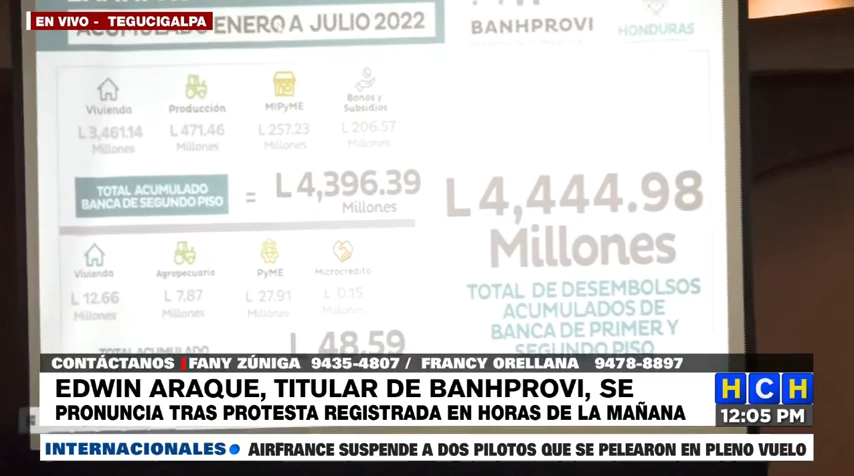 EN VIVO - TEGUCIGALPA
ACUMULADO ENERO A JULIO 2022
BANHPROVI
HONDURAS
Vivienda
Producción
MIPyME
Bonos y
Subsidios
L 3,461.14
Millones
L 471.46
Millones
L 257.23
Millones
L 206.57
Millones
TOTAL ACUMULADO
BANCA DE SEGUNDO PISO
= L 4,396.39
Millones
L 4,444.98
Millones
TOTAL DE DESEMBOLSOS
ACUMULADOS DE
BANCA DE PRIMER Y
SEGUNDO PISO
Vivienda
Agropecuario
PyME
Microcrédito
L 12.66
Millones
L 7.87
Millones
L 27.91
Millones
L 0.15
Millones
TOTAL ACUMULADO
L 48.59
CONTÁCTANOS FANY ZÚNIGA 9435-4807 / FRANCY ORELLANA 9478-8897
EDWIN ARAQUE, TITULAR DE BANHPROVI, SE
PRONUNCIA TRAS PROTESTA REGISTRADA EN HORAS DE LA MAÑANA
HCH
12:05 PM
INTERNACIONALES AIRFRANCE SUSPENDE A DOS PILOTOS QUE SE PELEARON EN PLENO VUELO